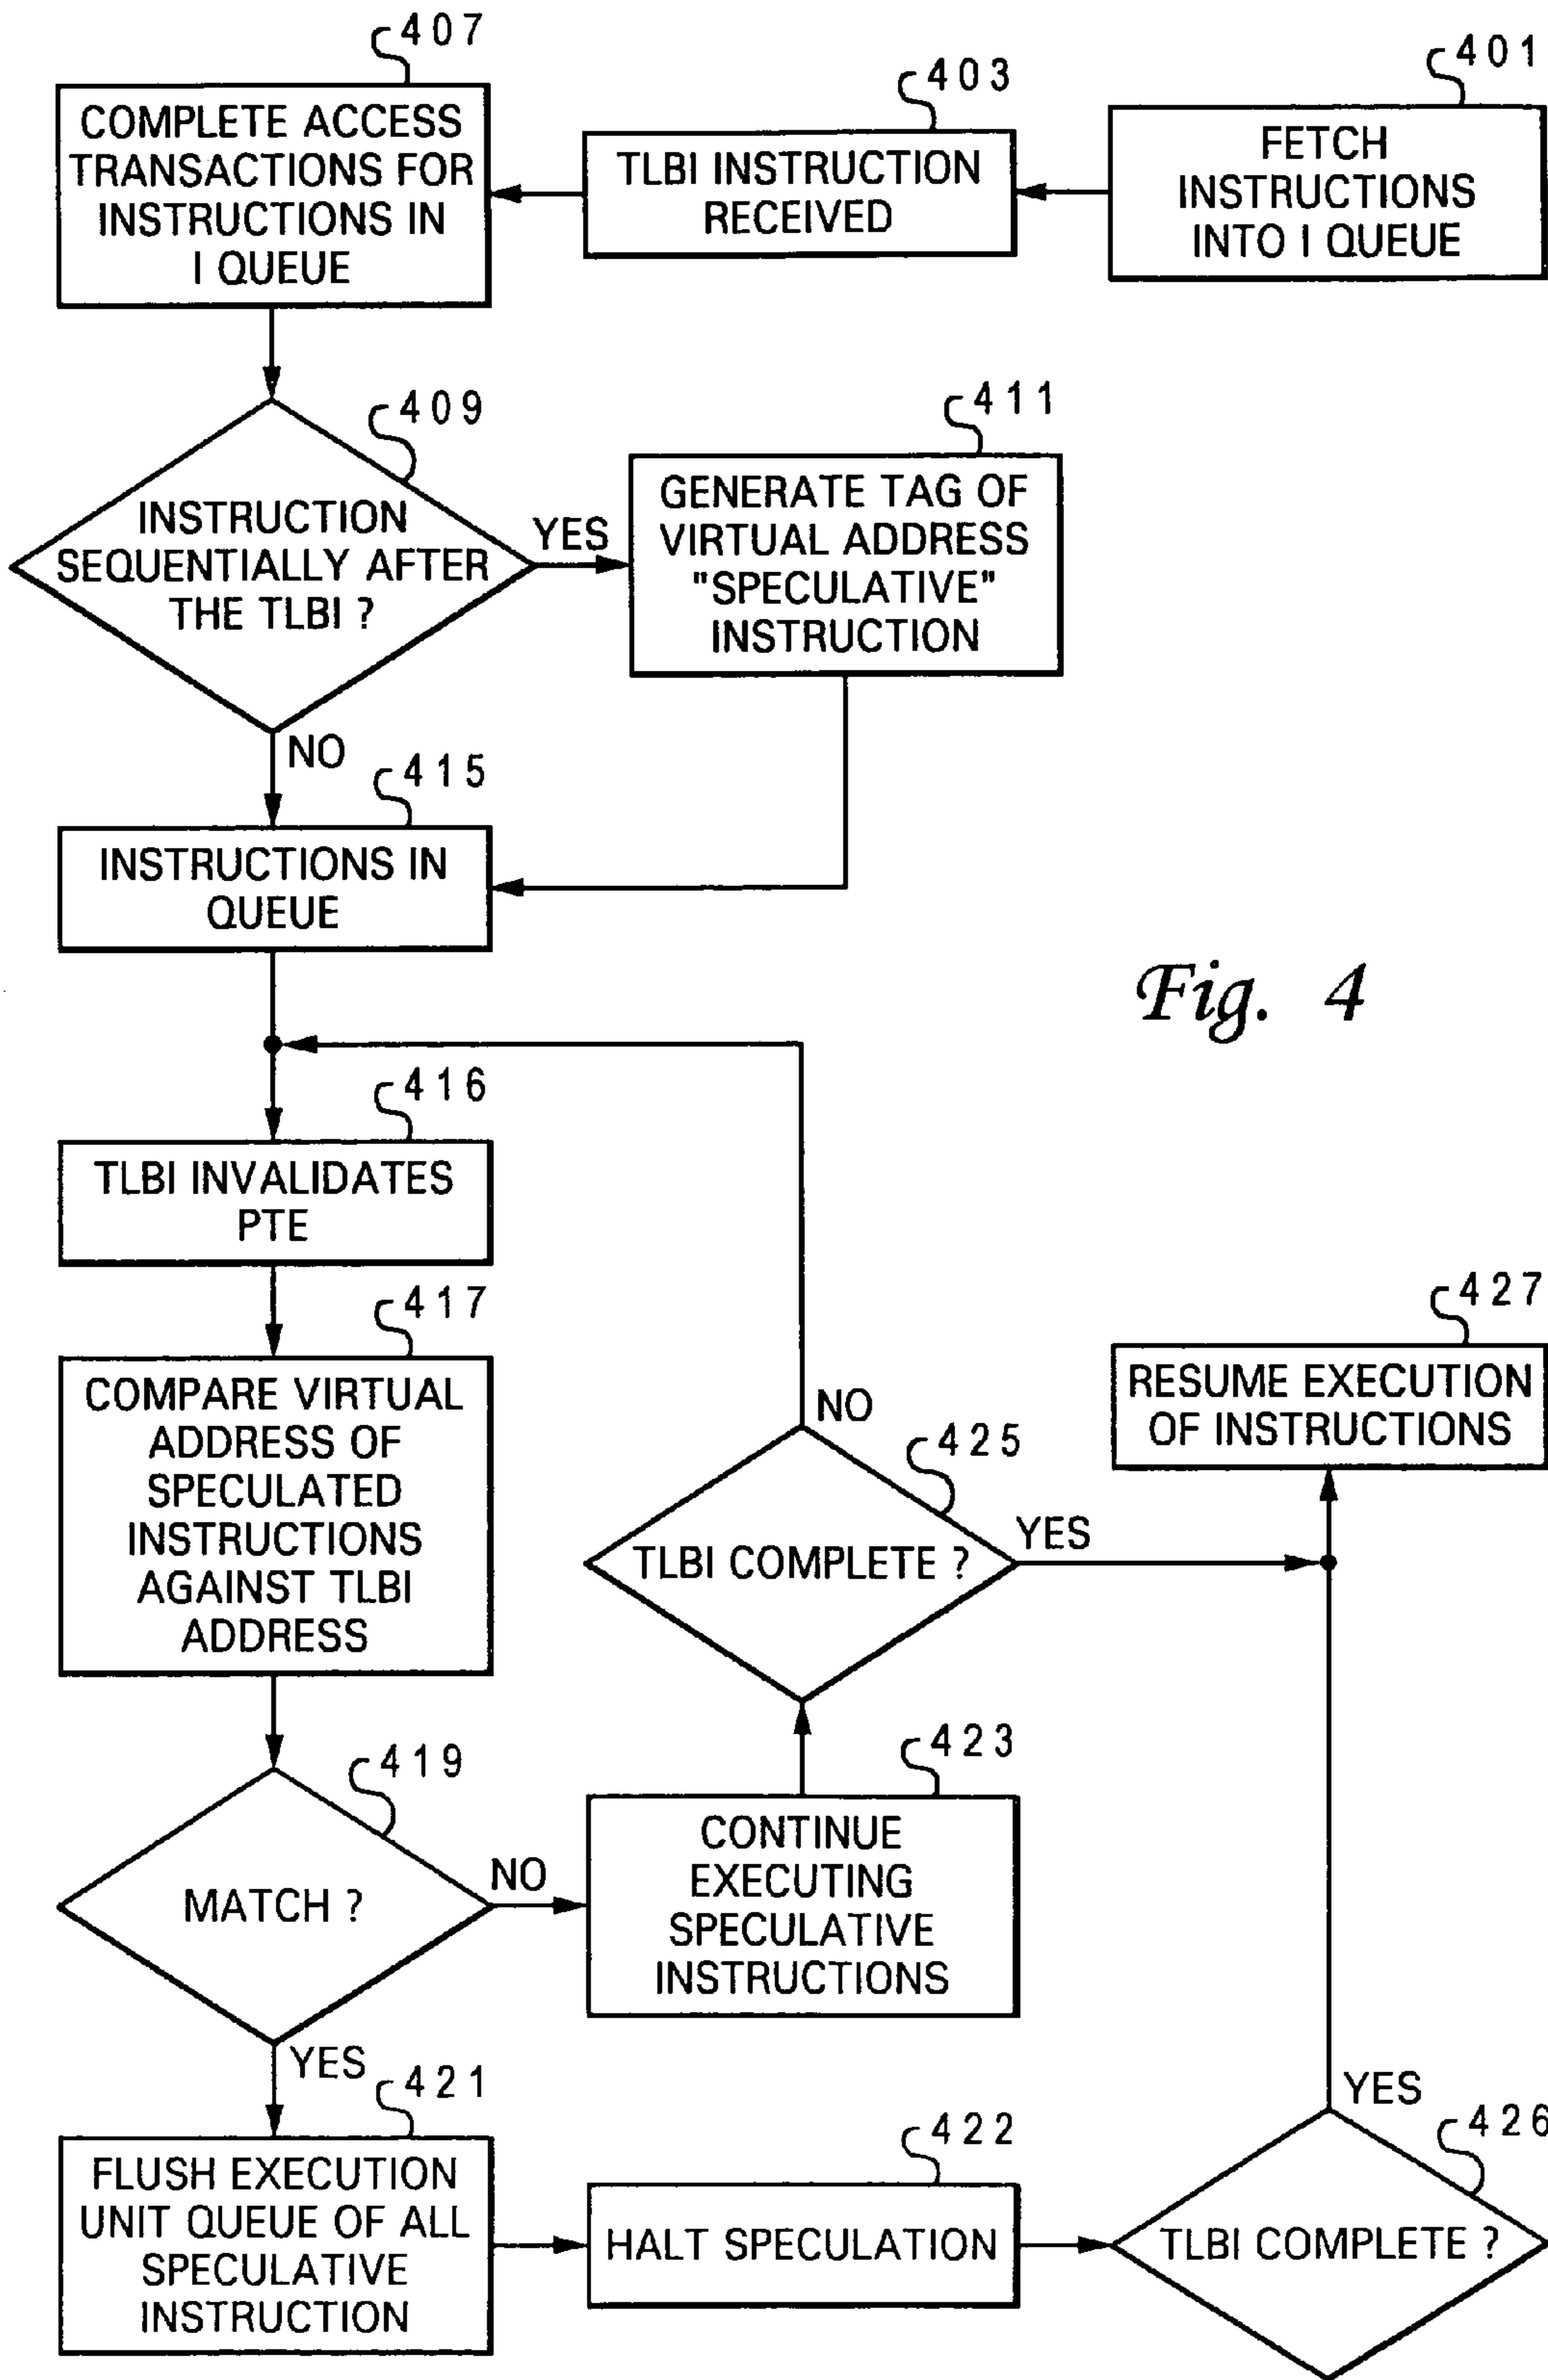 407
COMPLETE ACCESS
TRANSACTIONS FOR
INSTRUCTIONS IN
I QUEUE
403
TLBI INSTRUCTION
RECEIVED
401
FETCH
INSTRUCTIONS
INTO I QUEUE
409
INSTRUCTION
SEQUENTIALLY AFTER
THE TLBI ?
YES
NO
411
GENERATE TAG OF
VIRTUAL ADDRESS
"SPECULATIVE"
INSTRUCTION
415
INSTRUCTIONS IN
QUEUE
Fig. 4
416
TLBI INVALIDATES
PTE
417
COMPARE VIRTUAL
ADDRESS OF
SPECULATED
INSTRUCTIONS
AGAINST TLBI
ADDRESS
419
MATCH ?
NO
YES
423
CONTINUE
EXECUTING
SPECULATIVE
INSTRUCTIONS
425
TLBI COMPLETE ?
NO
YES
427
RESUME EXECUTION
OF INSTRUCTIONS
421
FLUSH EXECUTION
UNIT QUEUE OF ALL
SPECULATIVE
INSTRUCTION
422
HALT SPECULATION
426
TLBI COMPLETE ?
YES